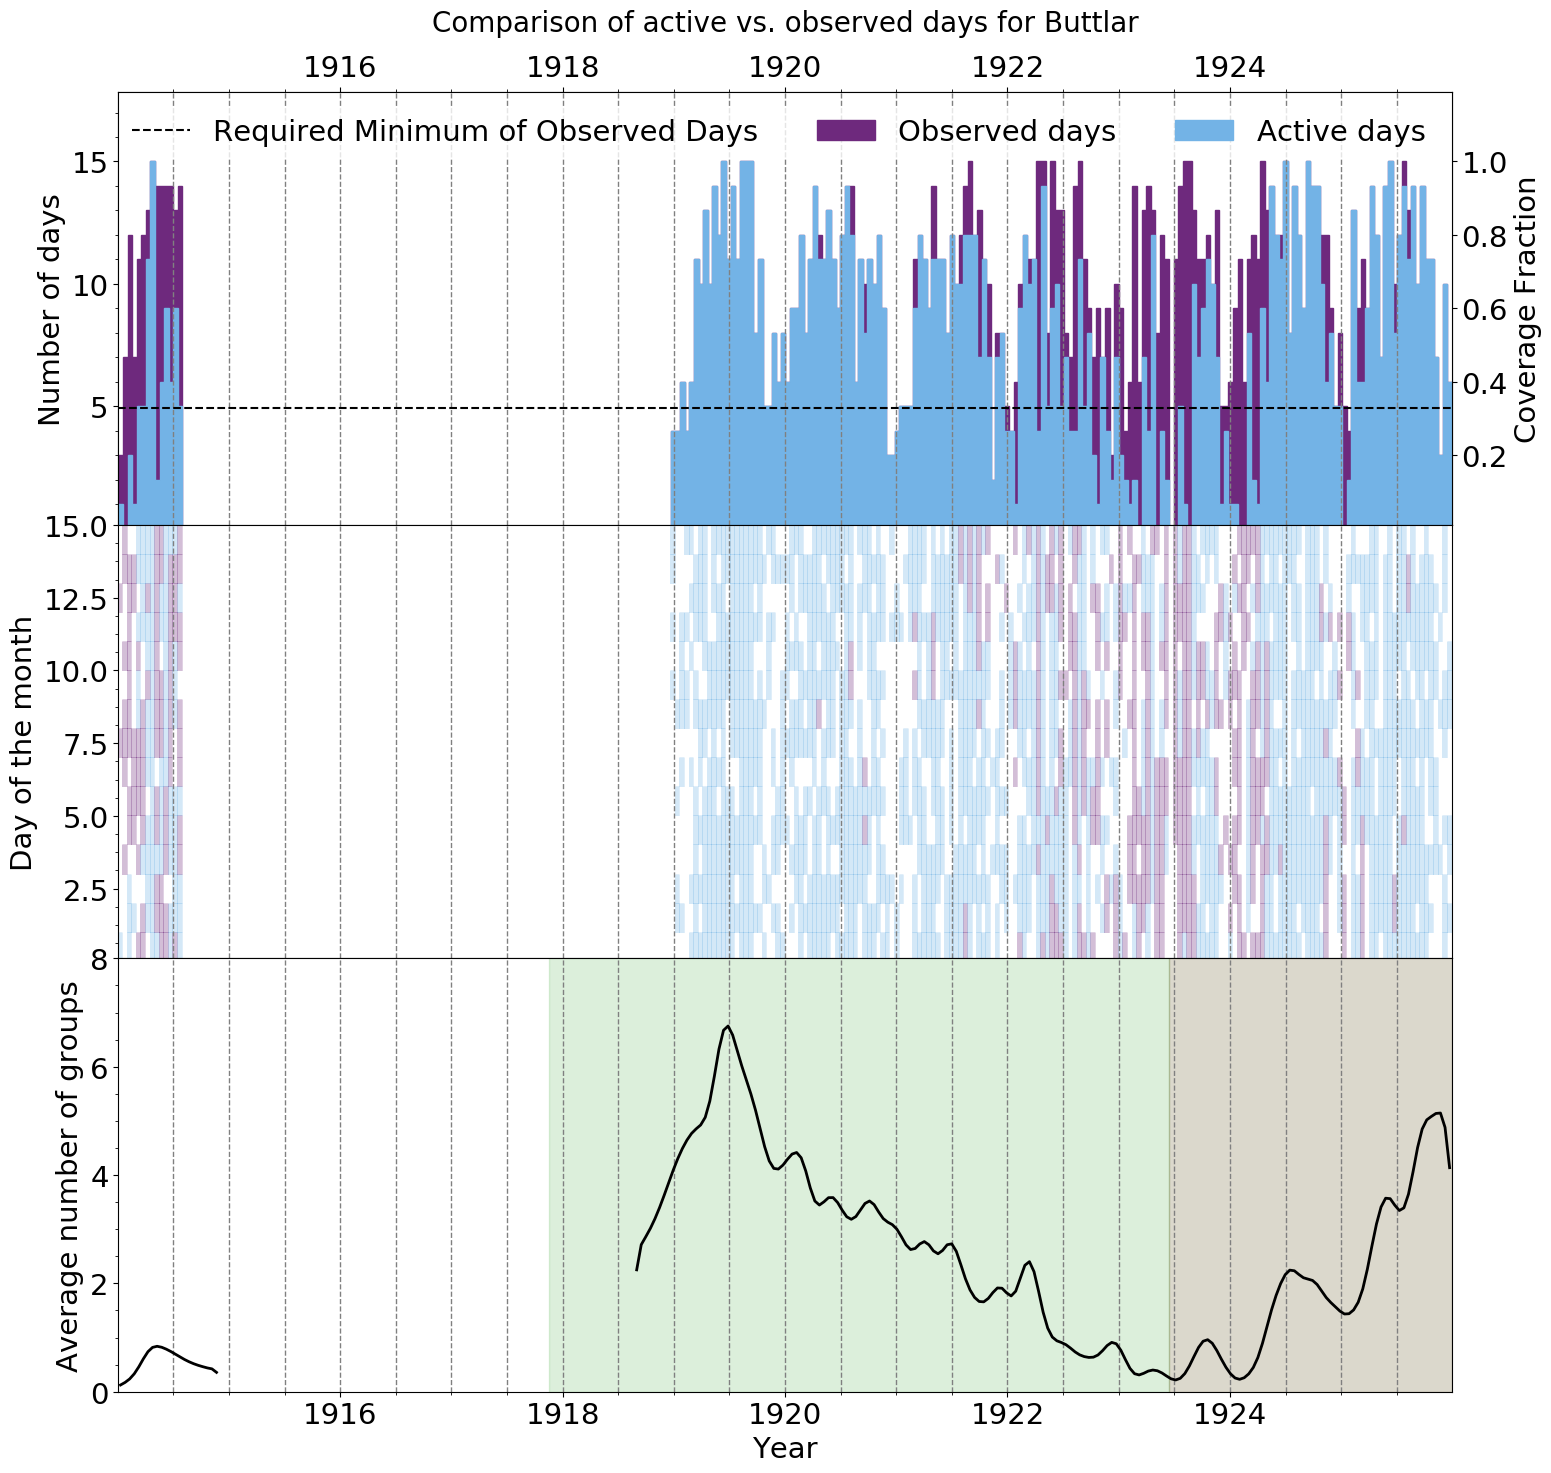 Comparison of active vs. observed days for Buttlar
1916 1918 1920 1922 1924
Required Minimum of Observed Days Observed days Active days
Number of days
15
10
5
Coverage Fraction
1.0
0.8
0.6
0.4
0.2
Day of the month
15.0
12.5
10.0
7.5
5.0
2.5
Average number of groups
8
6
4
2
0
1916 1918 1920 1922 1924
Year